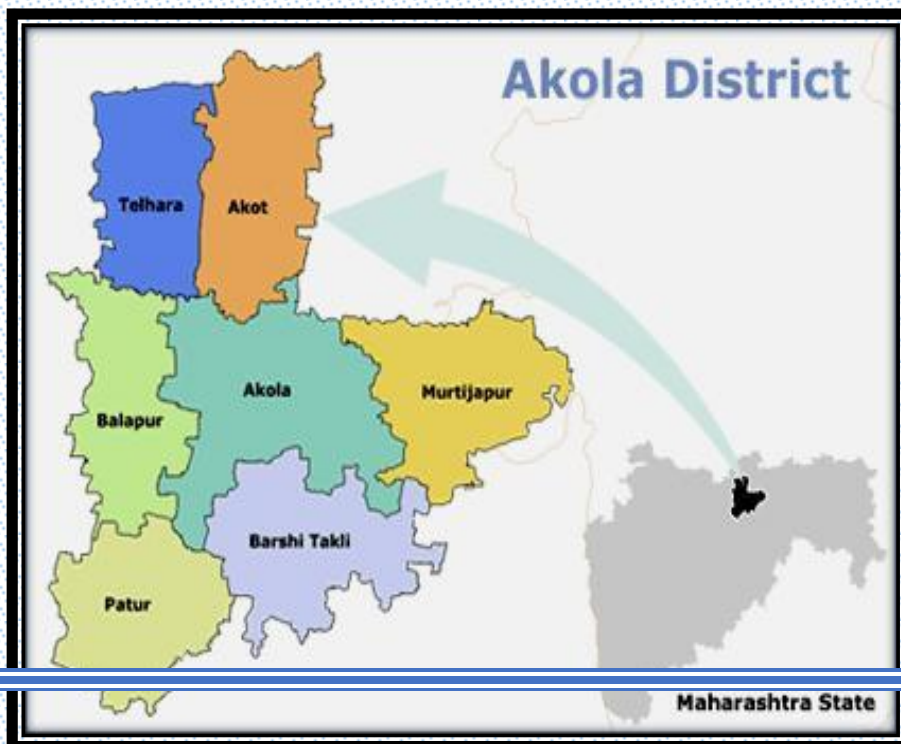 Akola District
Telhara
Akot
Akola
Murtijapur
Balapur
Barshi Takli
Patur
Maharashtra State